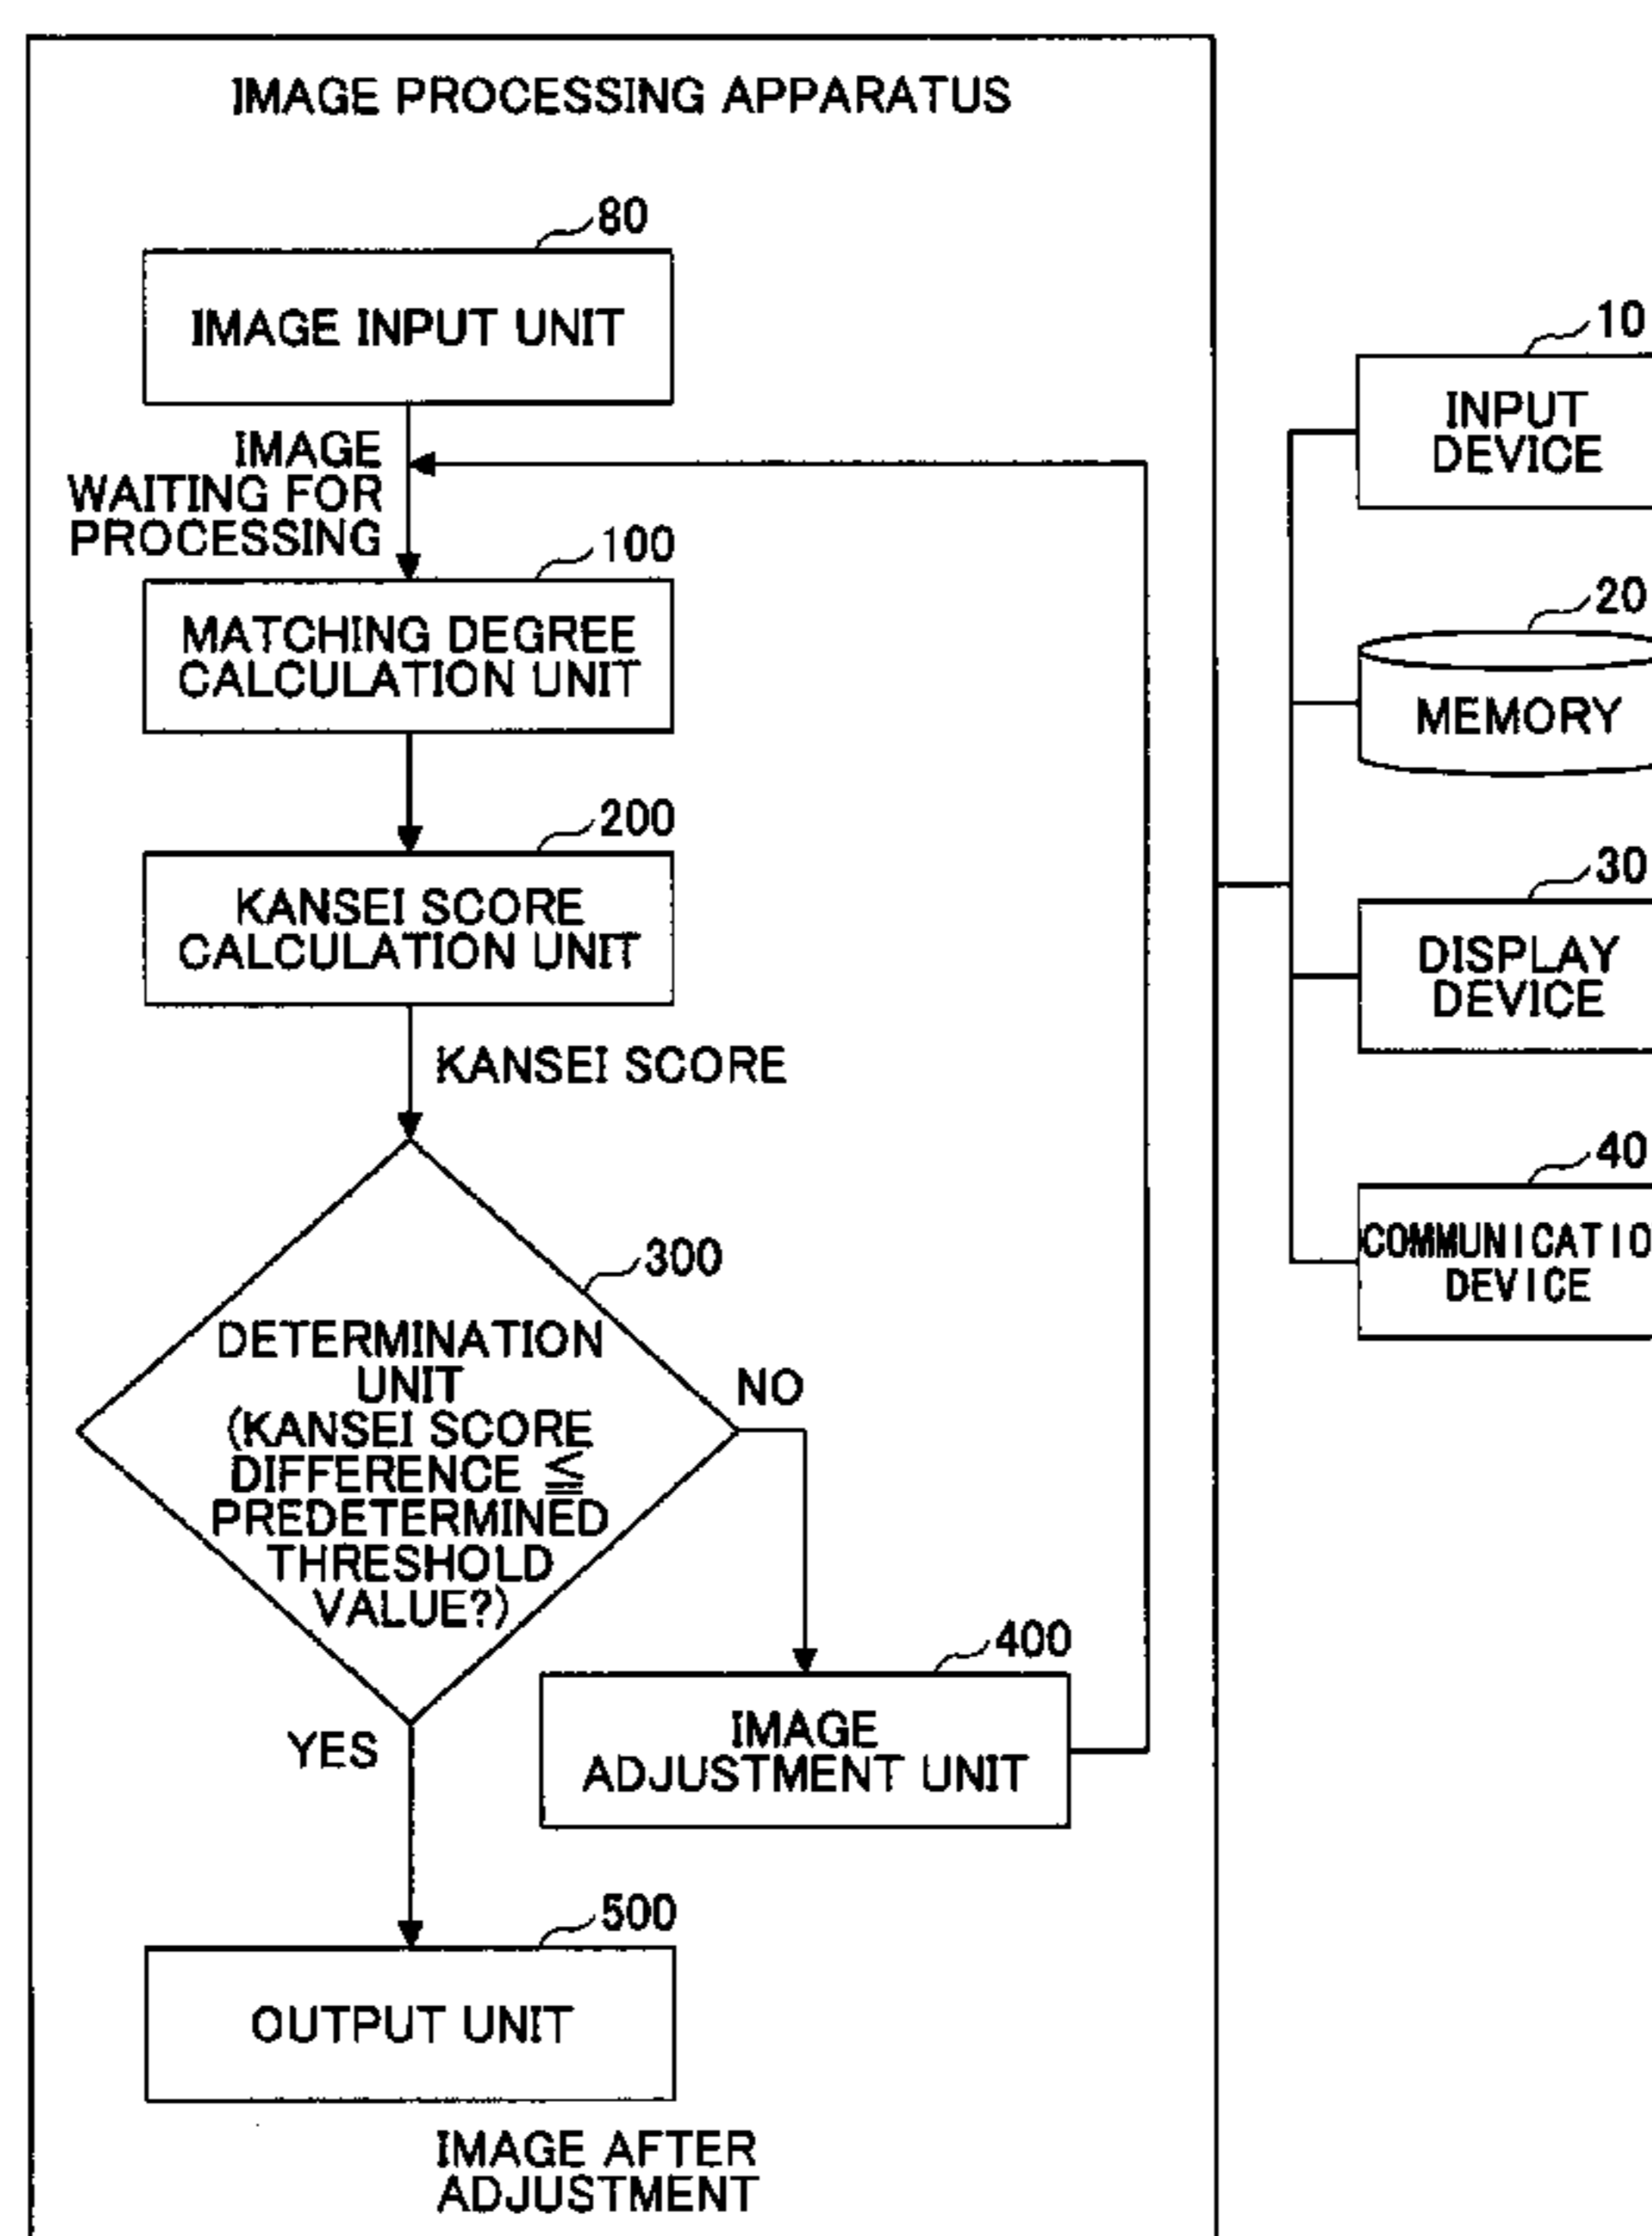 IMAGE PROCESSING APPARATUS
80
IMAGE INPUT UNIT
IMAGE
WAITING FOR
PROCESSING
100
MATCHING DEGREE
CALCULATION UNIT
200
KANSEI SCORE
CALCULATION UNIT
KANSEI SCORE
300
DETERMINATION
UNIT
(KANSEI SCORE
DIFFERENCE ≦
PREDETERMINED
THRESHOLD
VALUE?)
NO
400
IMAGE
ADJUSTMENT UNIT
YES
500
OUTPUT UNIT
IMAGE AFTER
ADJUSTMENT
10
INPUT
DEVICE
20
MEMORY
30
DISPLAY
DEVICE
40
COMMUNICATIO
DEVICE